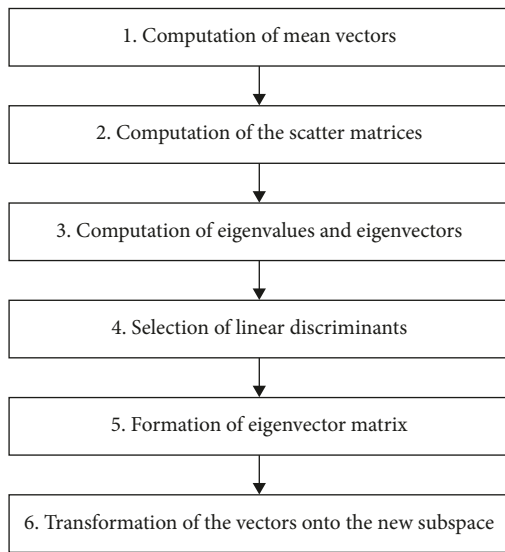 1. Computation of mean vectors
2. Computation of the scatter matrices
3. Computation of eigenvalues and eigenvectors
4. Selection of linear discriminants
5. Formation of eigenvector matrix
6. Transformation of the vectors onto the new subspace